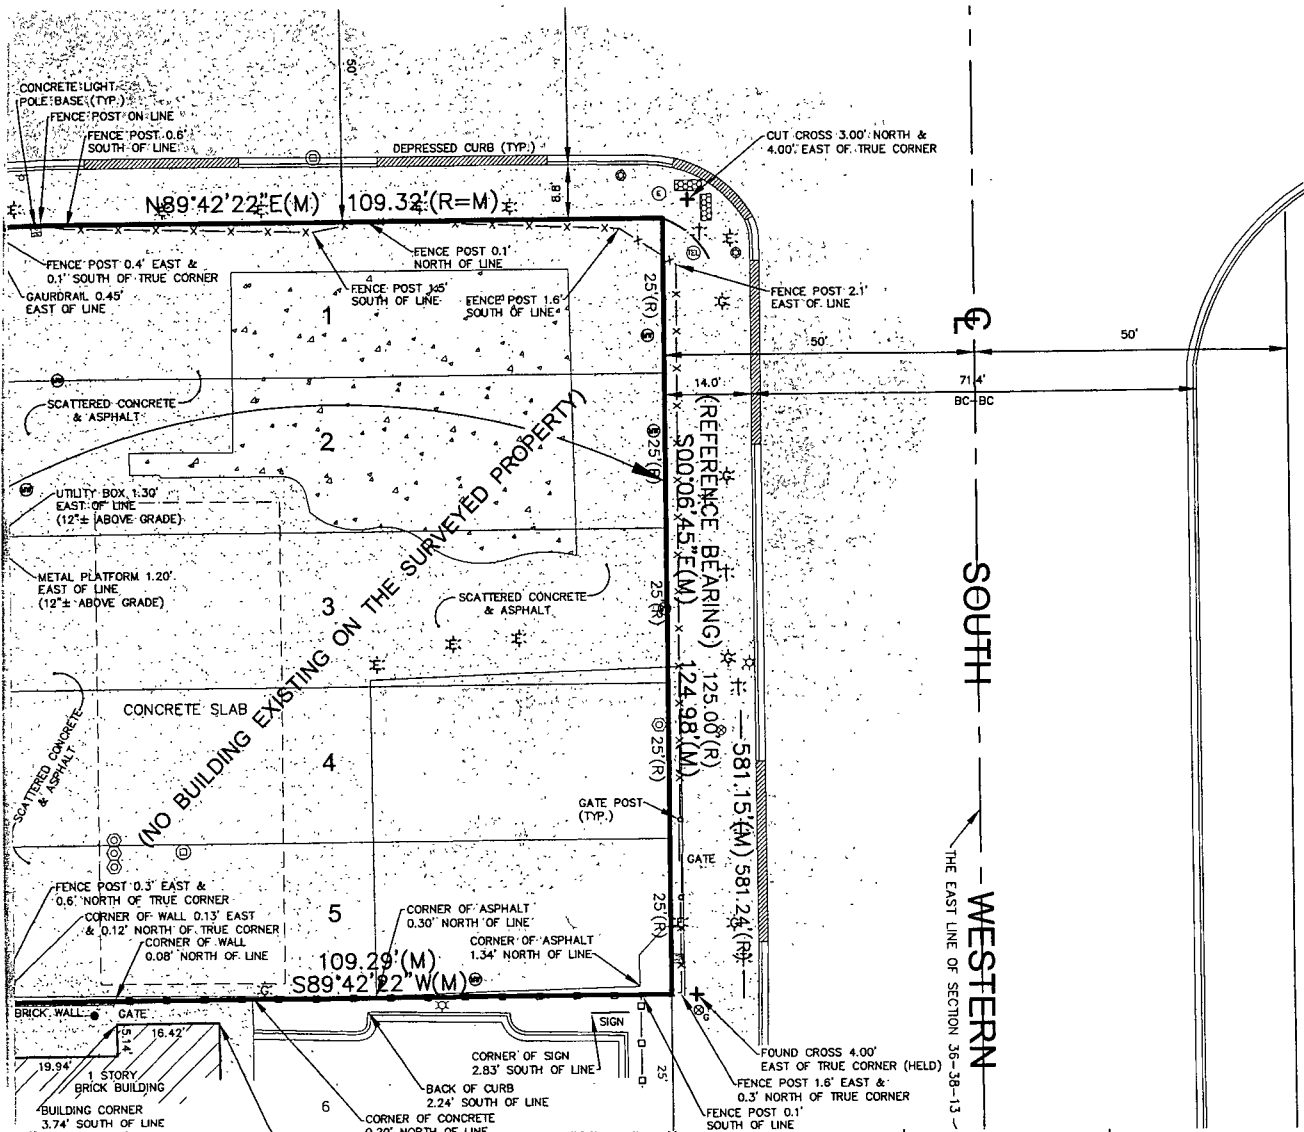 CONCRETE LIGHT
POLE BASE (TYP.)
FENCE POST ON LINE
FENCE POST 0.6'
SOUTH OF LINE
50'
DEPRESSED CURB (TYP.)
CUT CROSS 3.00' NORTH &
4.00' EAST OF TRUE CORNER
N89°42'22"E(M)
109.32'(R=M)
8.8'
E
TEL
FENCE POST 0.4' EAST &
0.1' SOUTH OF TRUE CORNER
GAURDRAIL 0.45'
EAST OF LINE
FENCE POST 0.1'
NORTH OF LINE
FENCE POST 1.5'
SOUTH OF LINE
FENCE POST 1.6'
SOUTH OF LINE
FENCE POST 2.1'
EAST OF LINE
1
25'(R)
50'
50'
14.0'
71.4'
BC-BC
SCATTERED CONCRETE
& ASPHALT
2
25'(R)
UTILITY BOX 1.30'
EAST OF LINE
(12"± ABOVE GRADE)
METAL PLATFORM 1.20'
EAST OF LINE
(12"± ABOVE GRADE)
(NO BUILDING EXISTING ON THE SURVEYED PROPERTY)
(REFERENCE BEARING)
S00°06'45"E(M)
125.00'(R)
124.98'(M)
3
SCATTERED CONCRETE
& ASPHALT
25'(R)
SOUTH
CONCRETE SLAB
SCATTERED CONCRETE
& ASPHALT
4
25'(R)
581.15'(M) 581.24'(R)
GATE POST
(TYP.)
GATE
THE EAST LINE OF SECTION 36-38-13
WESTERN
FENCE POST 0.3' EAST &
0.6' NORTH OF TRUE CORNER
CORNER OF WALL 0.13' EAST
& 0.12' NORTH OF TRUE CORNER
CORNER OF WALL
0.08' NORTH OF LINE
5
25'(R)
CORNER OF ASPHALT
0.30' NORTH OF LINE
CORNER OF ASPHALT
1.34' NORTH OF LINE
109.29'(M)
S89°42'22"W(M)
BRICK WALL
GATE
5.14'
16.42'
19.94'
1 STORY
BRICK BUILDING
BUILDING CORNER
3.74' SOUTH OF LINE
6
SIGN
G
CORNER OF SIGN
2.83' SOUTH OF LINE
BACK OF CURB
2.24' SOUTH OF LINE
CORNER OF CONCRETE
0.20' NORTH OF LINE
25'
FOUND CROSS 4.00'
EAST OF TRUE CORNER (HELD)
FENCE POST 1.6' EAST &
0.3' NORTH OF TRUE CORNER
FENCE POST 0.1'
SOUTH OF LINE